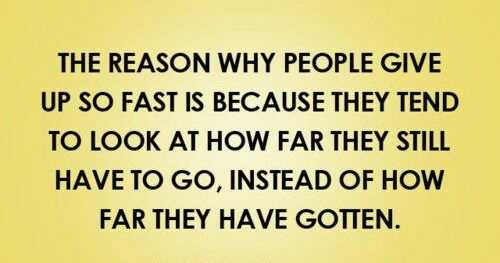 THE REASON WHY PEOPLE GIVE
UP SO FAST IS BECAUSE THEY TEND
TO LOOK AT HOW FAR THEY STILL
HAVE TO GO, INSTEAD OF HOW
FAR THEY HAVE GOTTEN.